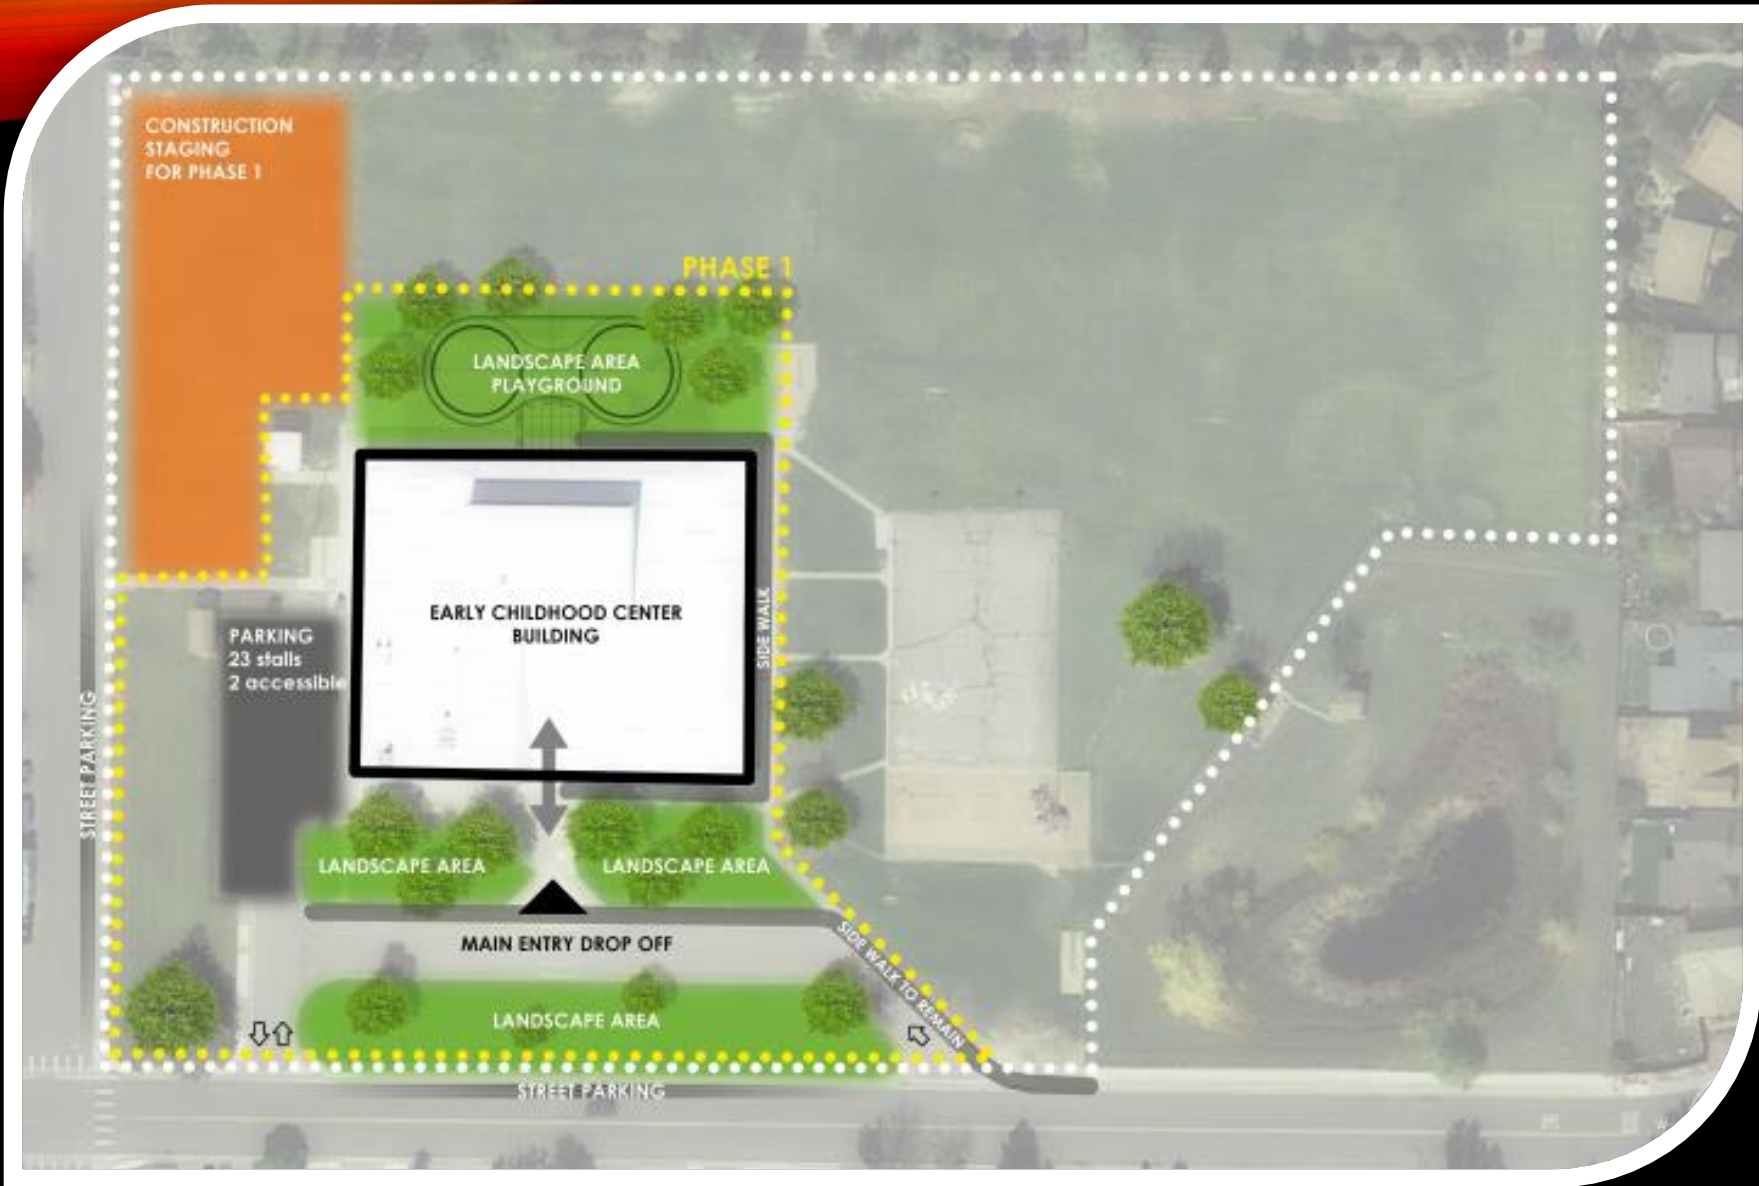 CONSTRUCTION
STAGING
FOR PHASE 1
PHASE 1
LANDSCAPE AREA
PLAYGROUND
EARLY CHILDHOOD CENTER
BUILDING
SIDE WALK
PARKING
23 stalls
2 accessible
STREET PARKING
LANDSCAPE AREA
LANDSCAPE AREA
MAIN ENTRY DROP OFF
SIDE WALK TO REMAIN
LANDSCAPE AREA
STREET PARKING